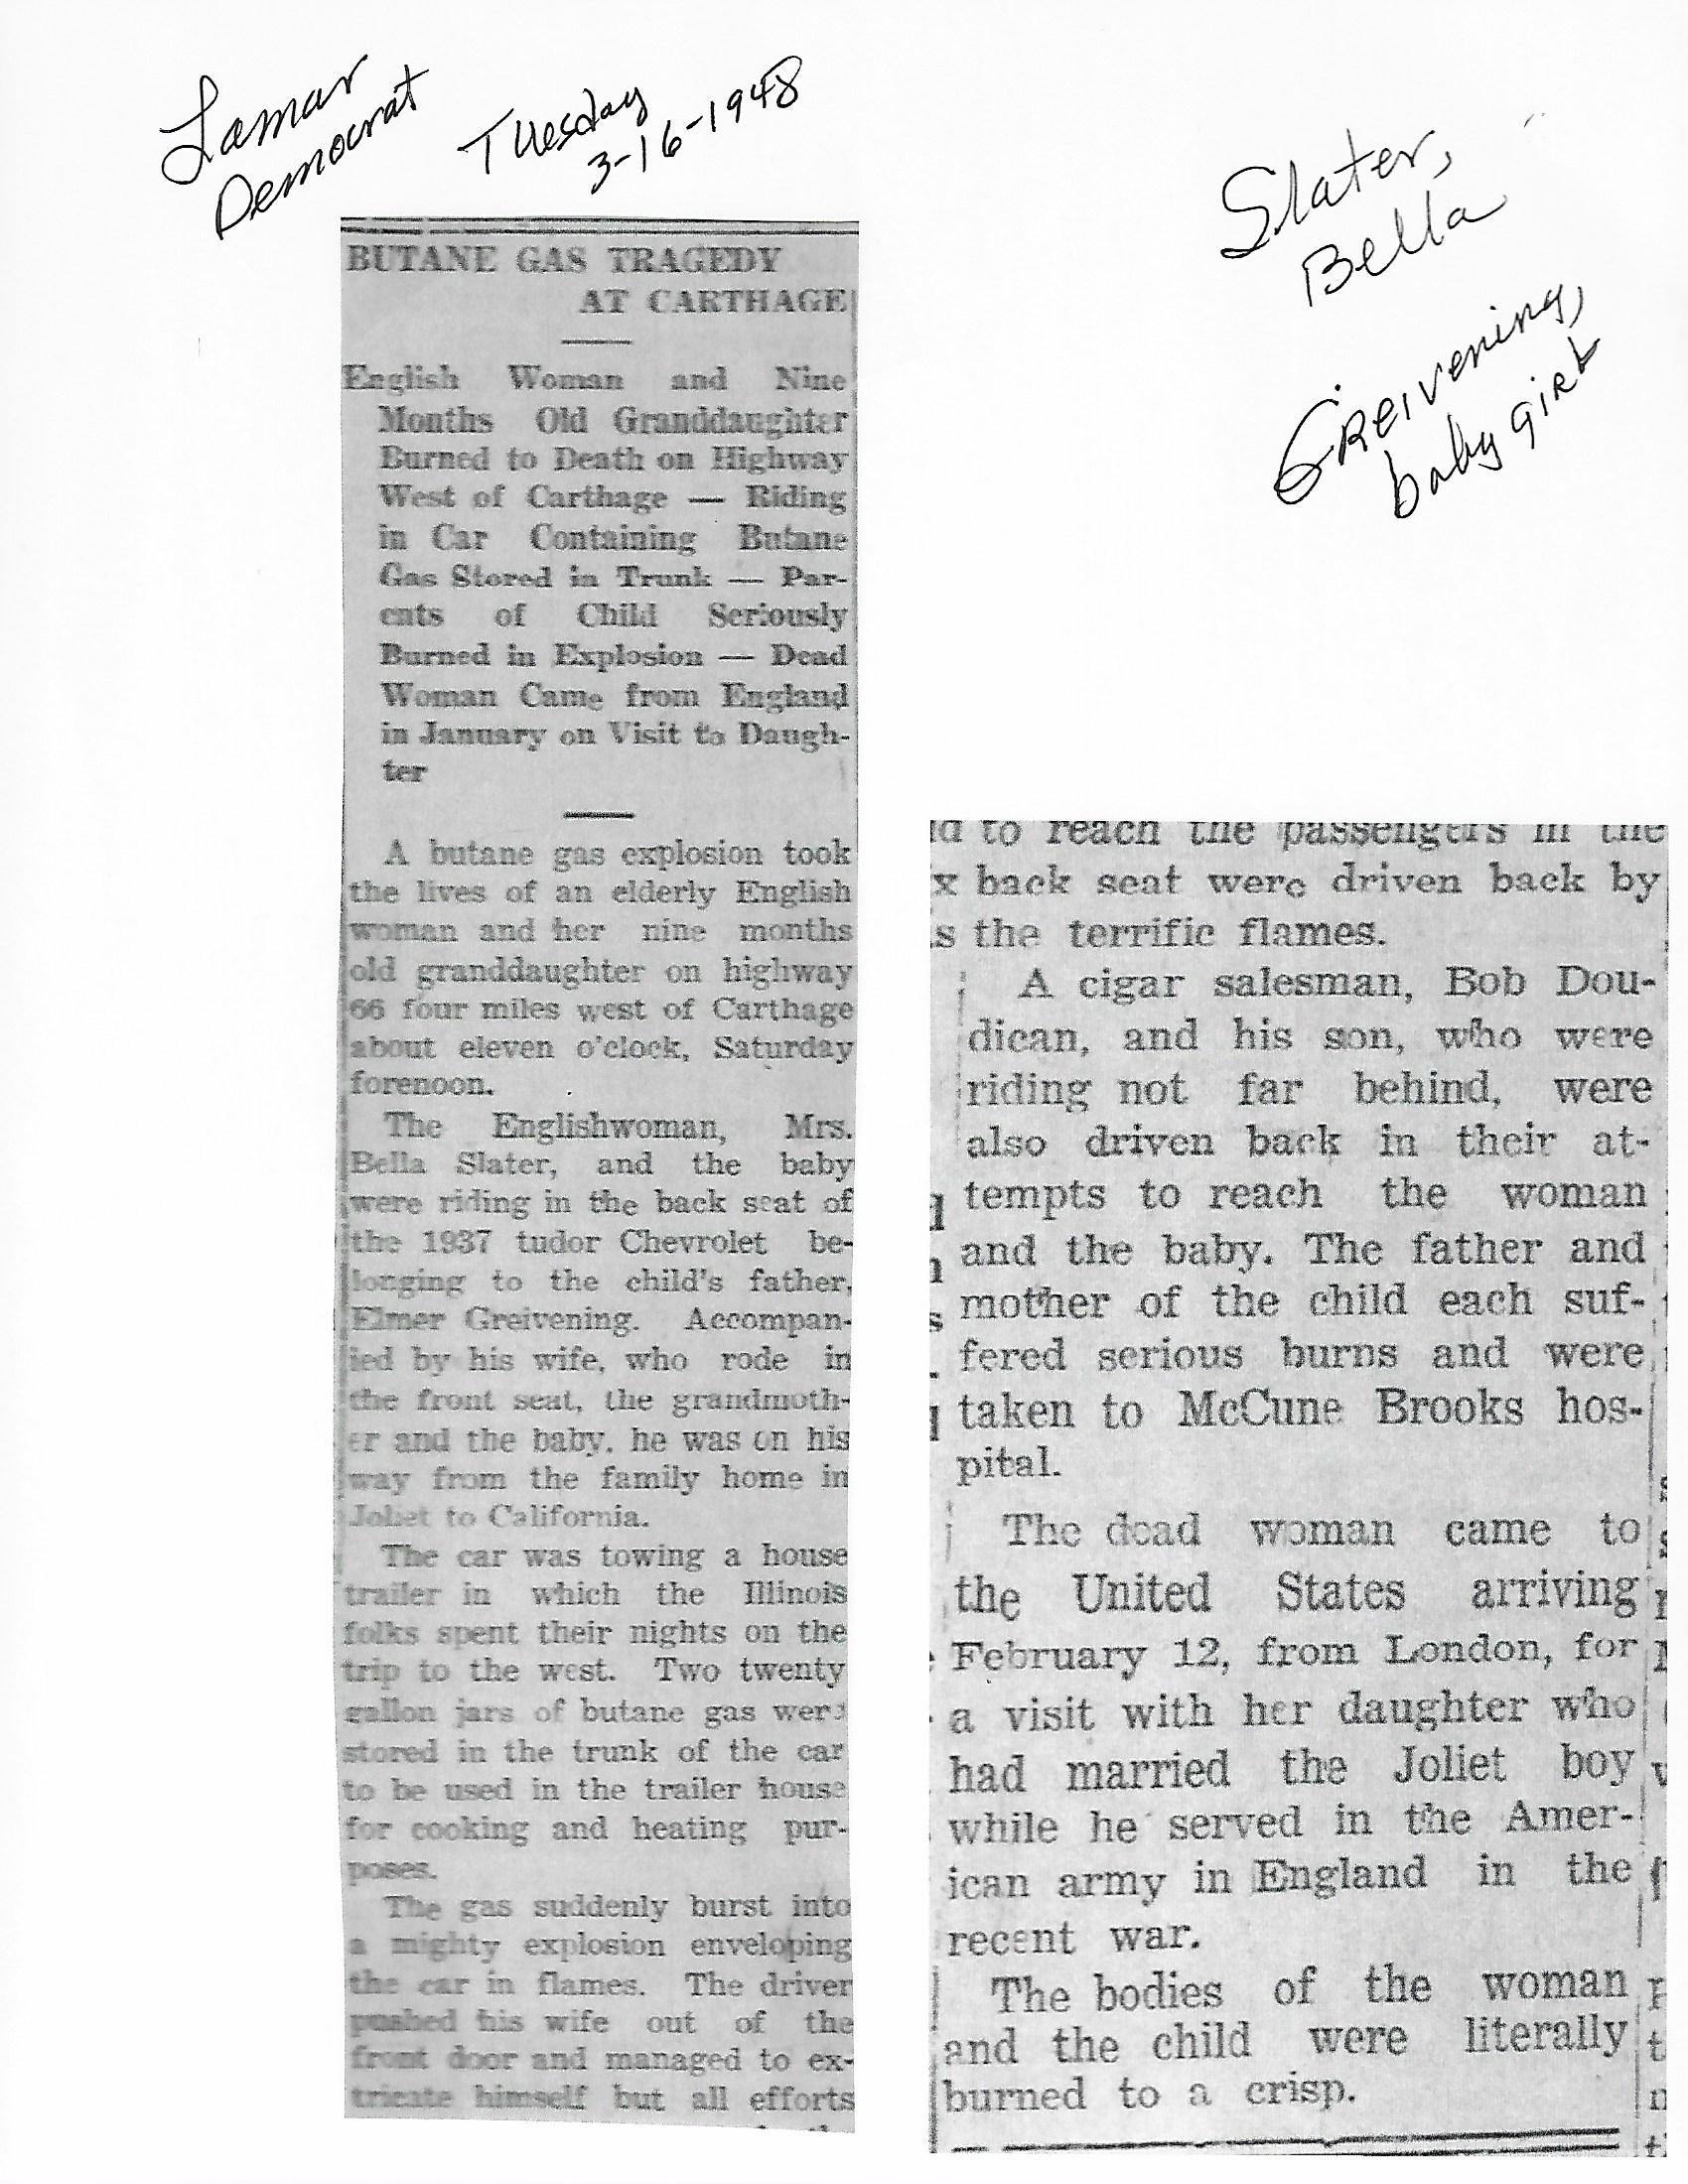 Lamar
Democrat
Tuesday
3-16-1948
Slater,
Bella
Greivening,
baby girl
BUTANE GAS TRAGEDY
AT CARTHAGE
English Woman and Nine
Months Old Granddaughter
Burned to Death on Highway
West of Carthage — Riding
in Car Containing Butane
Gas Stored in Trunk — Par-
ents of Child Seriously
Burned in Explosion — Dead
Woman Came from England
in January on Visit to Daugh-
ter
A butane gas explosion took
the lives of an elderly English
woman and her nine months
old granddaughter on highway
66 four miles west of Carthage
about eleven o'clock, Saturday
forenoon.
The Englishwoman, Mrs.
Bella Slater, and the baby
were riding in the back seat of
the 1937 tudor Chevrolet be-
longing to the child's father,
Elmer Greivening. Accompan-
ied by his wife, who rode in
the front seat, the grandmoth-
er and the baby, he was on his
way from the family home in
Joliet to California.
The car was towing a house
trailer in which the Illinois
folks spent their nights on the
trip to the west. Two twenty
gallon jars of butane gas were
stored in the trunk of the car
to be used in the trailer house
for cooking and heating pur-
poses.
The gas suddenly burst into
a mighty explosion enveloping
the car in flames. The driver
pushed his wife out of the
front door and managed to ex-
tricate himself but all efforts
to reach the passengers in the
back seat were driven back by
the terrific flames.
A cigar salesman, Bob Dou-
dican, and his son, who were
riding not far behind, were
also driven back in their at-
tempts to reach the woman
and the baby. The father and
mother of the child each suf-
fered serious burns and were
taken to McCune Brooks hos-
pital.
The dead woman came to
the United States arriving
February 12, from London, for
a visit with her daughter who
had married the Joliet boy
while he served in the Amer-
ican army in England in the
recent war.
The bodies of the woman
and the child were literally
burned to a crisp.